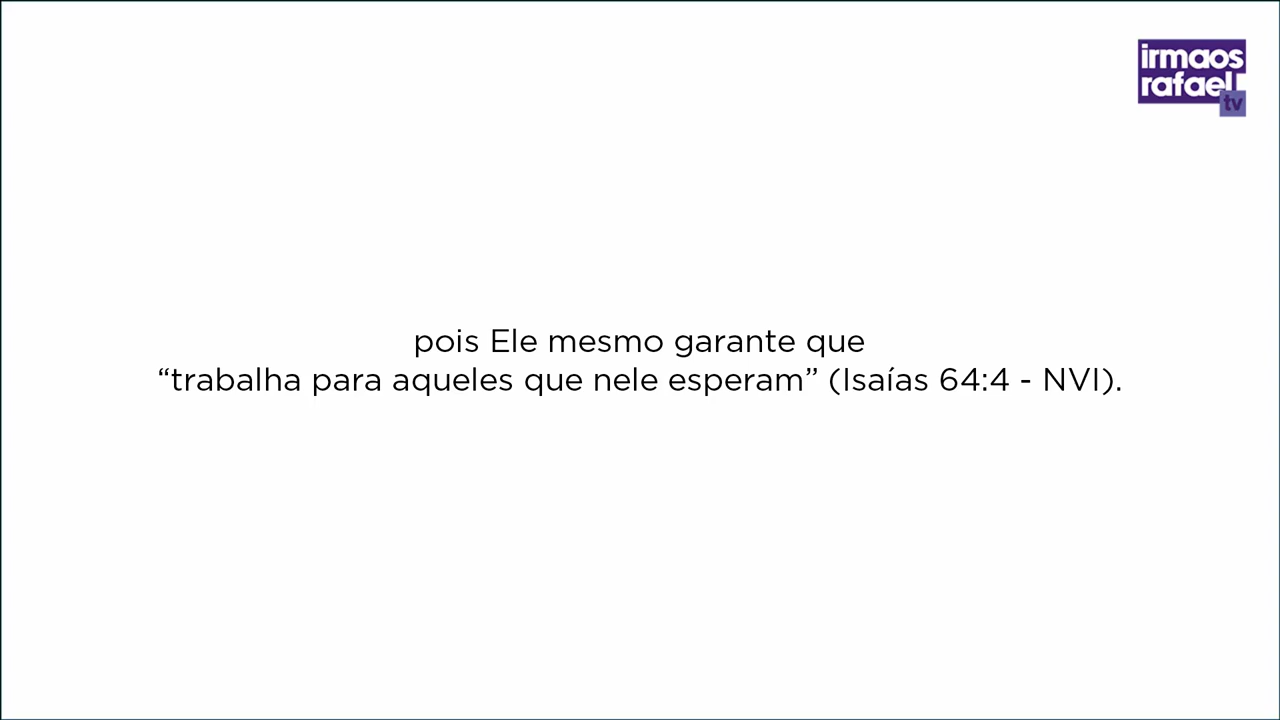 irmaos
rafael
tv
pois Ele mesmo garante que
“trabalha para aqueles que nele esperam” (Isaías 64:4 - NVI).